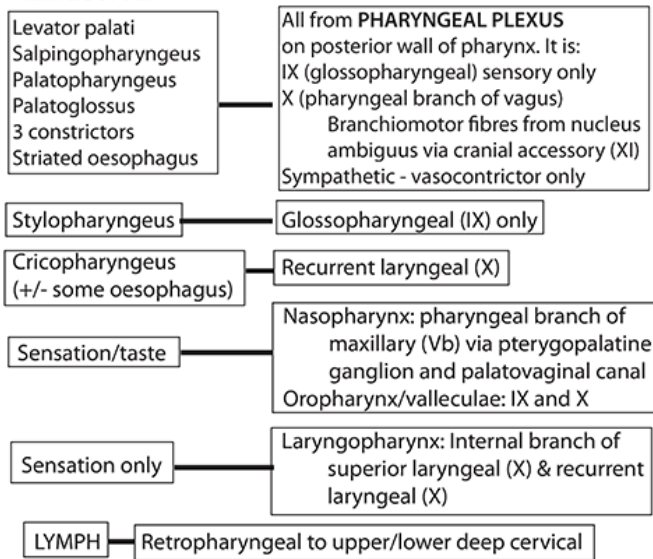 Levator palati
Salpingopharyngeus
Palatopharyngeus
Palatoglossus
3 constrictors
Striated oesophagus
All from PHARYNGEAL PLEXUS
on posterior wall of pharynx. It is:
IX (glossopharyngeal) sensory only
X (pharyngeal branch of vagus)
Branchiomotor fibres from nucleus
ambiguus via cranial accessory (XI)
Sympathetic - vasocontrictor only
Stylopharyngeus
Glossopharyngeal (IX) only
Cricopharyngeus
(+/- some oesophagus)
Recurrent laryngeal (X)
Sensation/taste
Nasopharynx: pharyngeal branch of
maxillary (Vb) via pterygopalatine
ganglion and palatovaginal canal
Oropharynx/valleculae: IX and X
Sensation only
Laryngopharynx: Internal branch of
superior laryngeal (X) & recurrent
laryngeal (X)
LYMPH
Retropharyngeal to upper/lower deep cervical